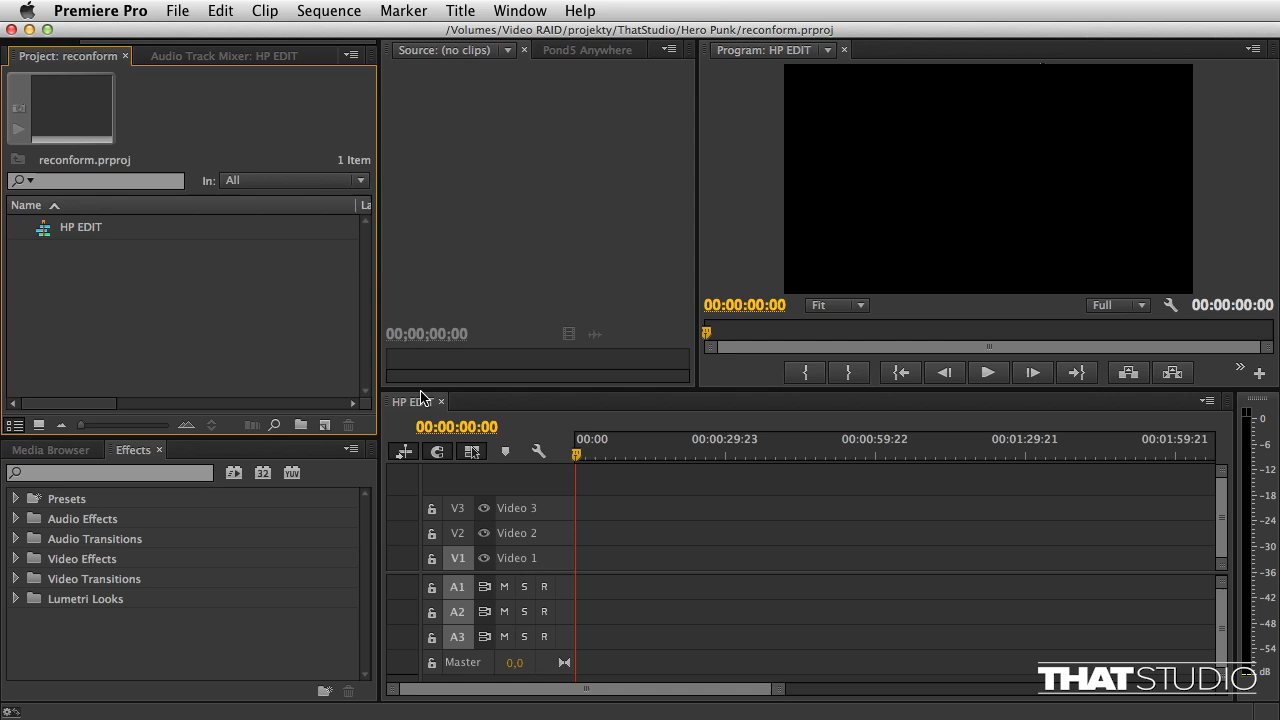 Premiere Pro File Edit Clip Sequence Marker Title Window Help
/Volumes/Video RAID/projekty/ThatStudio/Hero Punk/reconform.prproj
Project: reconform × Audio Track Mixer: HP EDIT
Source: (no clips) × Pond5 Anywhere
Program: HP EDIT ×
reconform.prproj 1 Item
In: All
Name La
HP EDIT
00;00;00;00
00:00:00:00 Fit Full 00:00:00:00
HP EDIT ×
00:00:00:00
00:00 00:00:29:23 00:00:59:22 00:01:29:21 00:01:59:21
V3 Video 3
V2 Video 2
V1 Video 1
A1 M S R
A2 M S R
A3 M S R
Master 0,0
0
-6
-12
-18
-24
-30
-36
-42
-48
-54
dB
Media Browser Effects ×
32 YUV
Presets
Audio Effects
Audio Transitions
Video Effects
Video Transitions
Lumetri Looks
THATSTUDIO